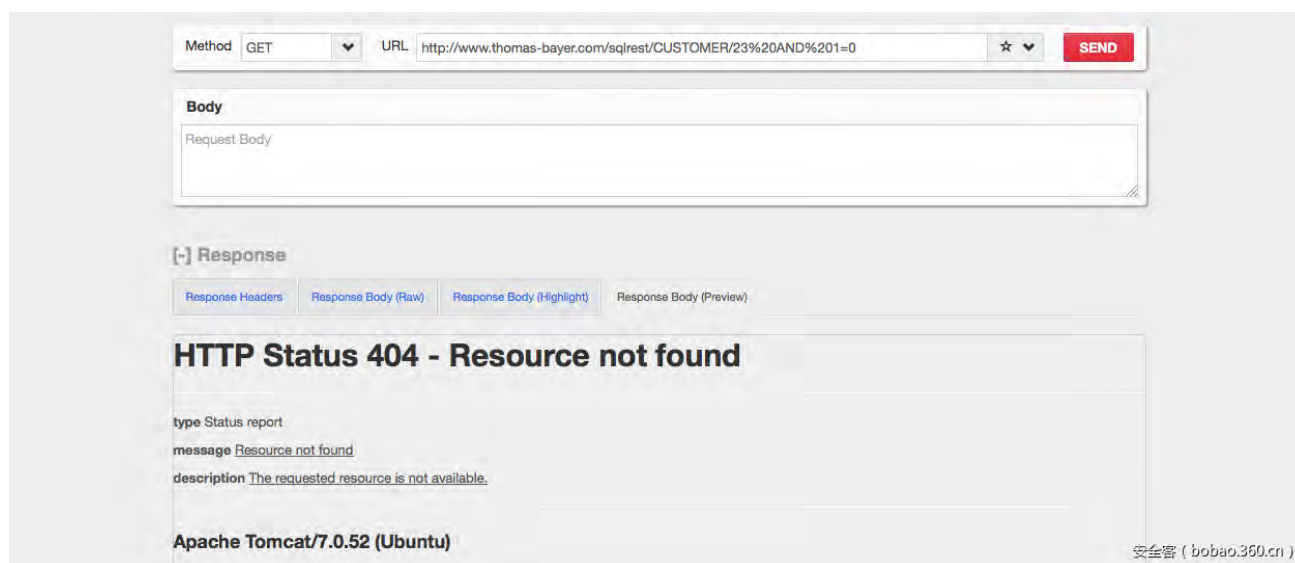 Method GET URL http://www.thomas-bayer.com/sqlrest/CUSTOMER/23%20AND%201=0 SEND
Body
Request Body
[-] Response
Response Headers Response Body (Raw) Response Body (Highlight) Response Body (Preview)
HTTP Status 404 - Resource not found
type Status report
message Resource not found
description The requested resource is not available.
Apache Tomcat/7.0.52 (Ubuntu)
安全客 ( bobao.360.cn )